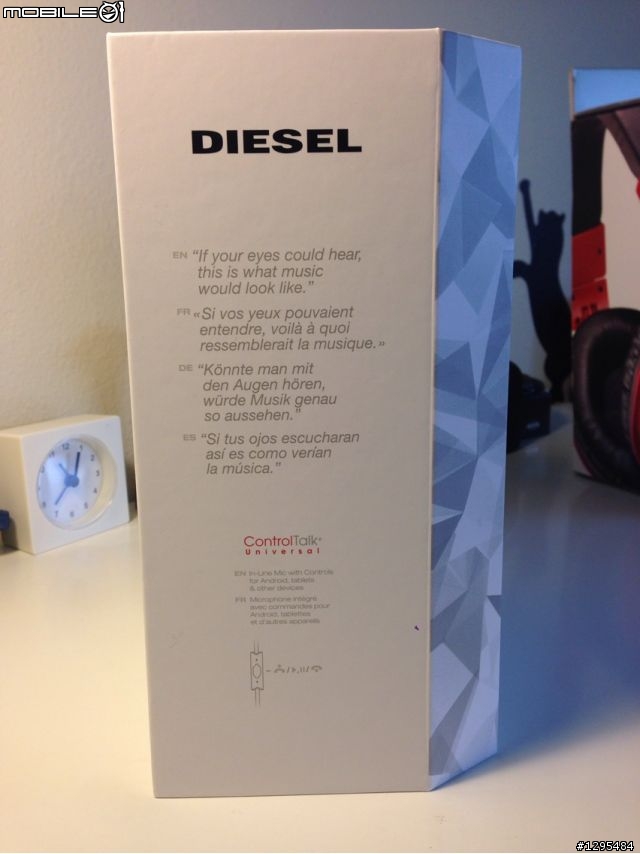 MOBILE01
DIESEL
EN "If your eyes could hear,
this is what music
would look like."
FR «Si vos yeux pouvaient
entendre, voilà à quoi
ressemblerait la musique.»
DE "Könnte man mit
den Augen hören,
würde Musik genau
so aussehen."
ES "Si tus ojos escucharan
así es como verían
la música."
ControlTalk
Universal
EN In-Line Mic with Controls
for Android, tablets
& other devices
FR Microphone intégré
avec commandes pour
Android, tablettes
et d'autres appareils
#1295484